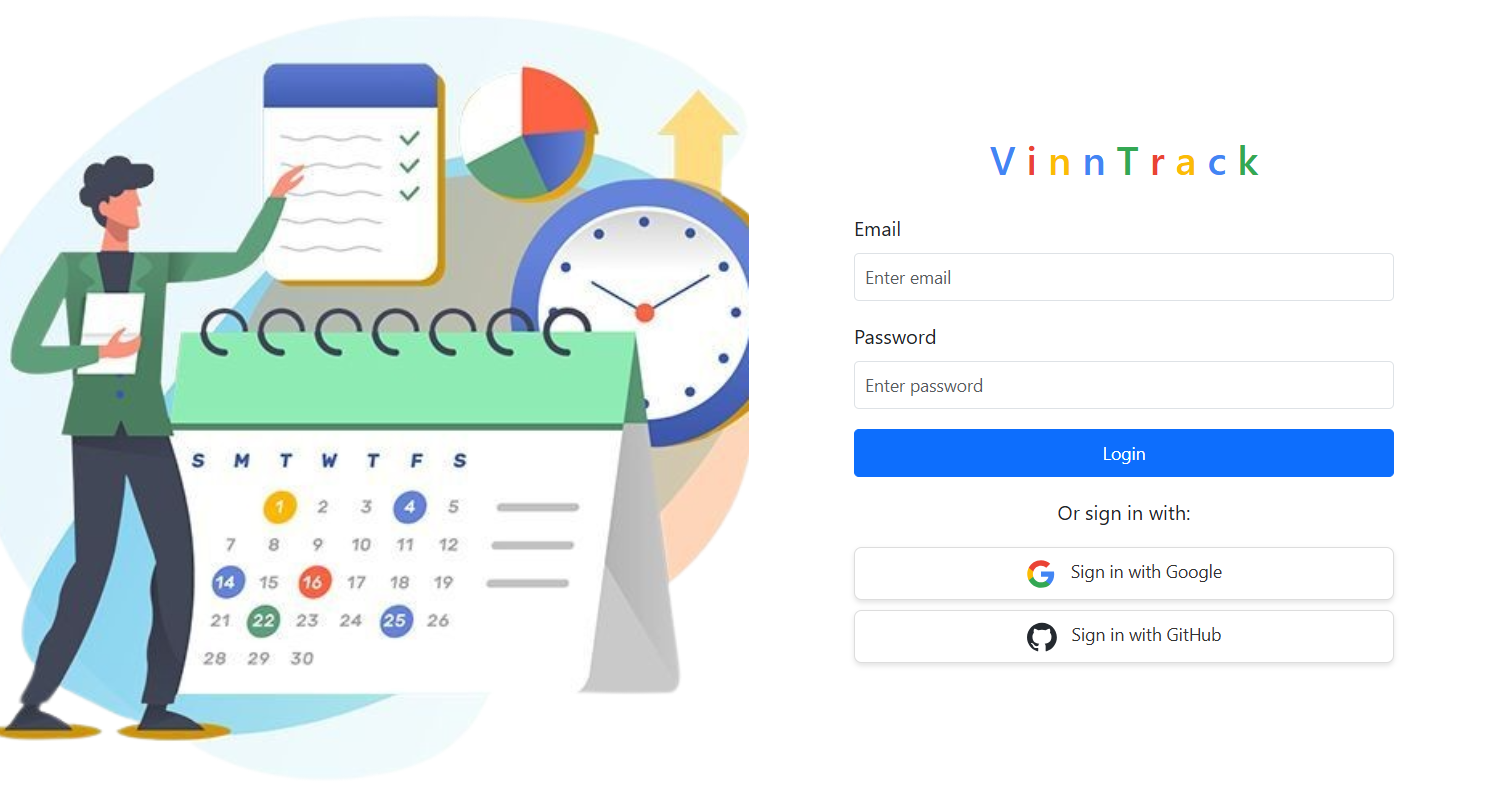 V i n n T r a c k
Email
Enter email
Password
Enter password
Login
Or sign in with:
Sign in with Google
Sign in with GitHub
S M T W T F S
1 2 3 4 5
7 8 9 10 11 12
14 15 16 17 18 19
21 22 23 24 25 26
28 29 30